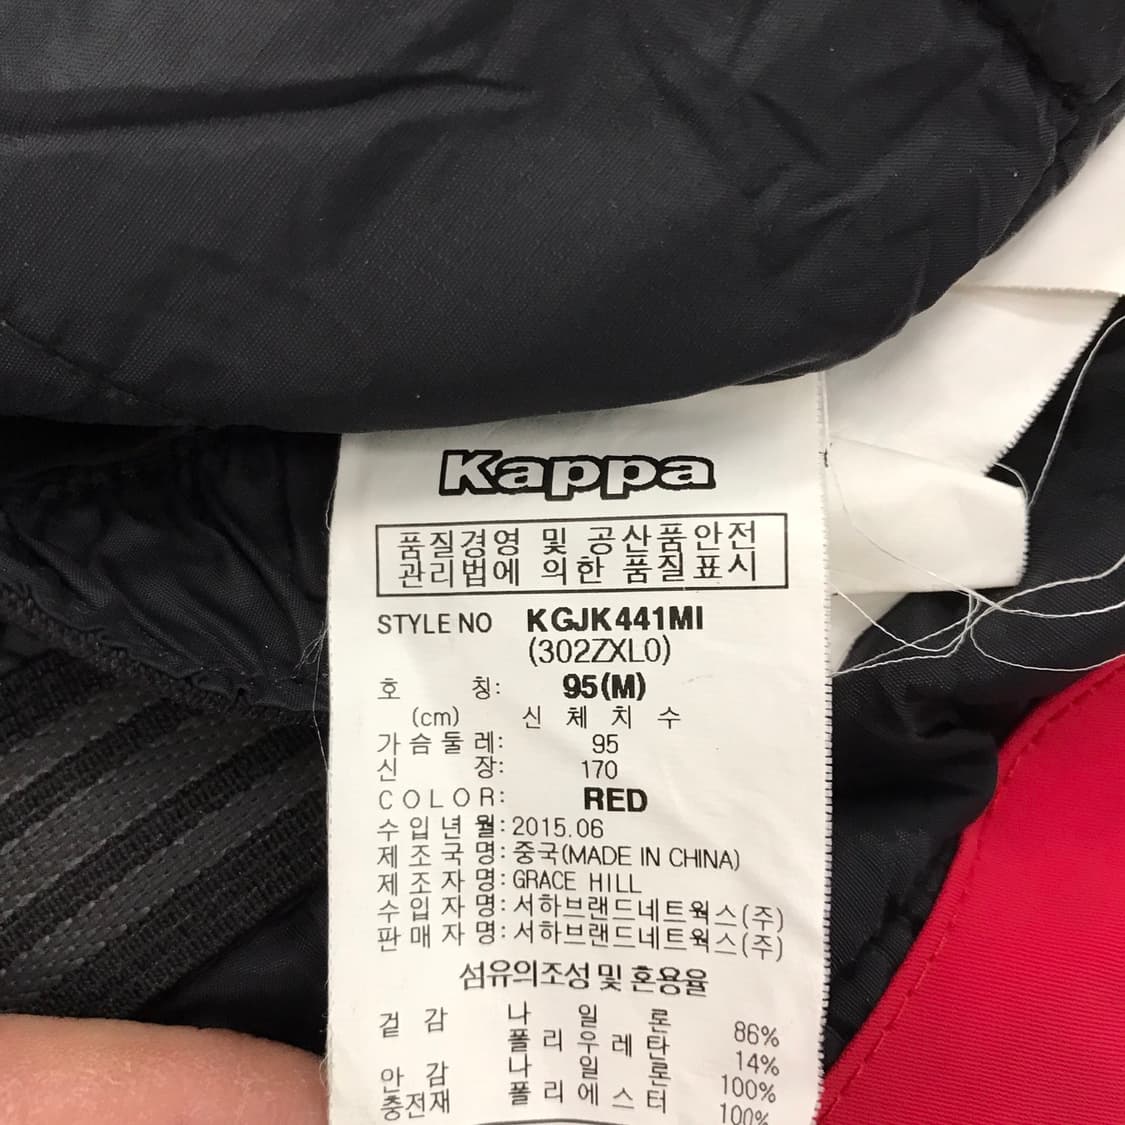 Kappa
품질경영 및 공산품안전
관리법에 의한 품질표시
STYLE NO KGJK441MI
(302ZXL0)
호 칭: 95(M)
(cm) 신 체 치 수
가슴둘레: 95
신 장: 170
COLOR: RED
수입년월: 2015.06
제조국명: 중국(MADE IN CHINA)
제조자명: GRACE HILL
수입자명: 서하브랜드네트웍스(주)
판매자명: 서하브랜드네트웍스(주)
섬유의조성 및 혼용율
겉 감 나 일 론 86%
폴리우레탄 14%
안 감 나 일 론 100%
충전재 폴리에스터 100%